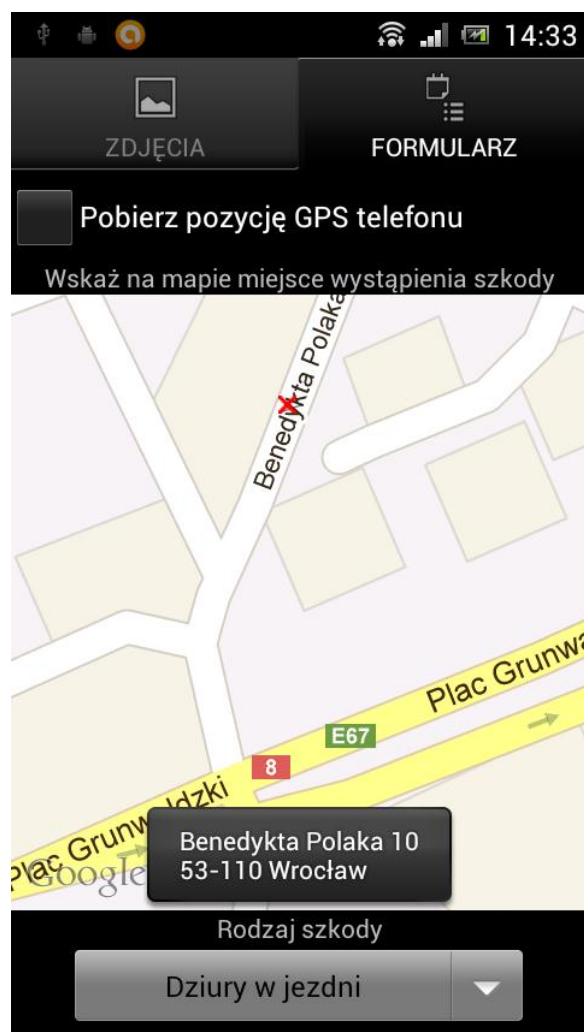 14:33
ZDJĘCIA
FORMULARZ
Pobierz pozycję GPS telefonu
Wskaż na mapie miejsce wystąpienia szkody
Benedykta Polaka
Plac Grunwa
E67
8
Plac Grunwaldzki
Google
Benedykta Polaka 10
53-110 Wrocław
Rodzaj szkody
Dziury w jezdni